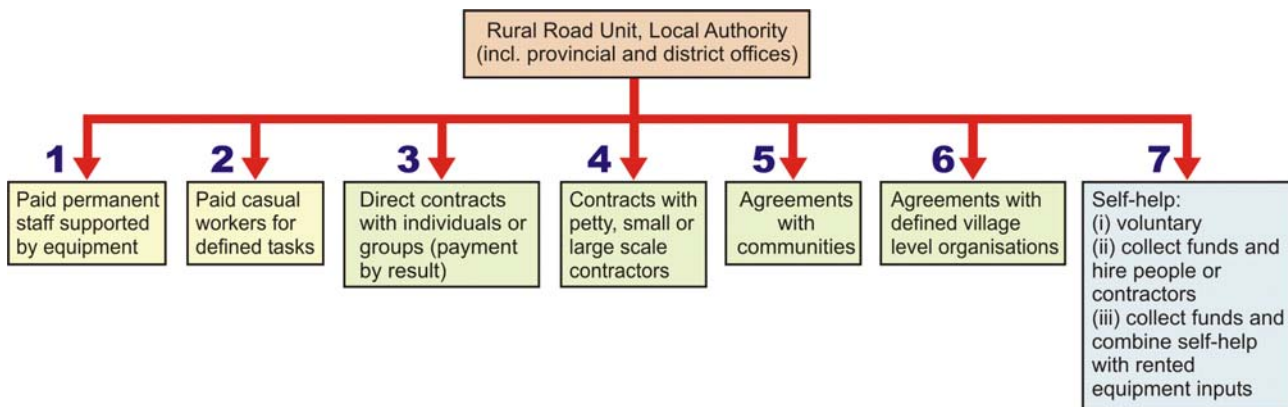 Rural Road Unit, Local Authority
(incl. provincial and district offices)
1
Paid permanent
staff supported
by equipment
2
Paid casual
workers for
defined tasks
3
Direct contracts
with individuals or
groups (payment
by result)
4
Contracts with
petty, small or
large scale
contractors
5
Agreements
with
communities
6
Agreements with
defined village
level organisations
7
Self-help:
(i) voluntary
(ii) collect funds and
hire people or
contractors
(iii) collect funds and
combine self-help
with rented
equipment inputs